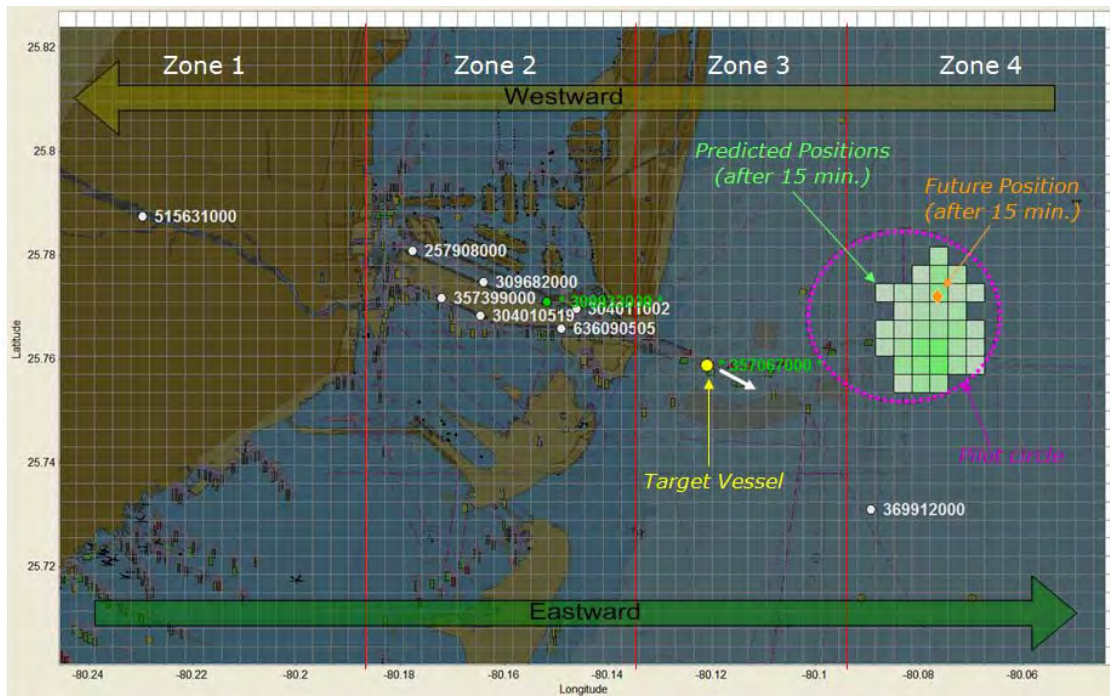 25.82
Zone 1
Zone 2
Zone 3
Zone 4
Westward
25.8
Predicted Positions
(after 15 min.)
Future Position
(after 15 min.)
515631000
25.78
257908000
309682000
357399000
304011002
304010519
636090505
25.76
* 357067000 *
Latitude
Pilot circle
25.74
Target Vessel
369912000
25.72
Eastward
-80.24
-80.22
-80.2
-80.18
-80.16
-80.14
-80.12
-80.1
-80.08
-80.06
Longitude